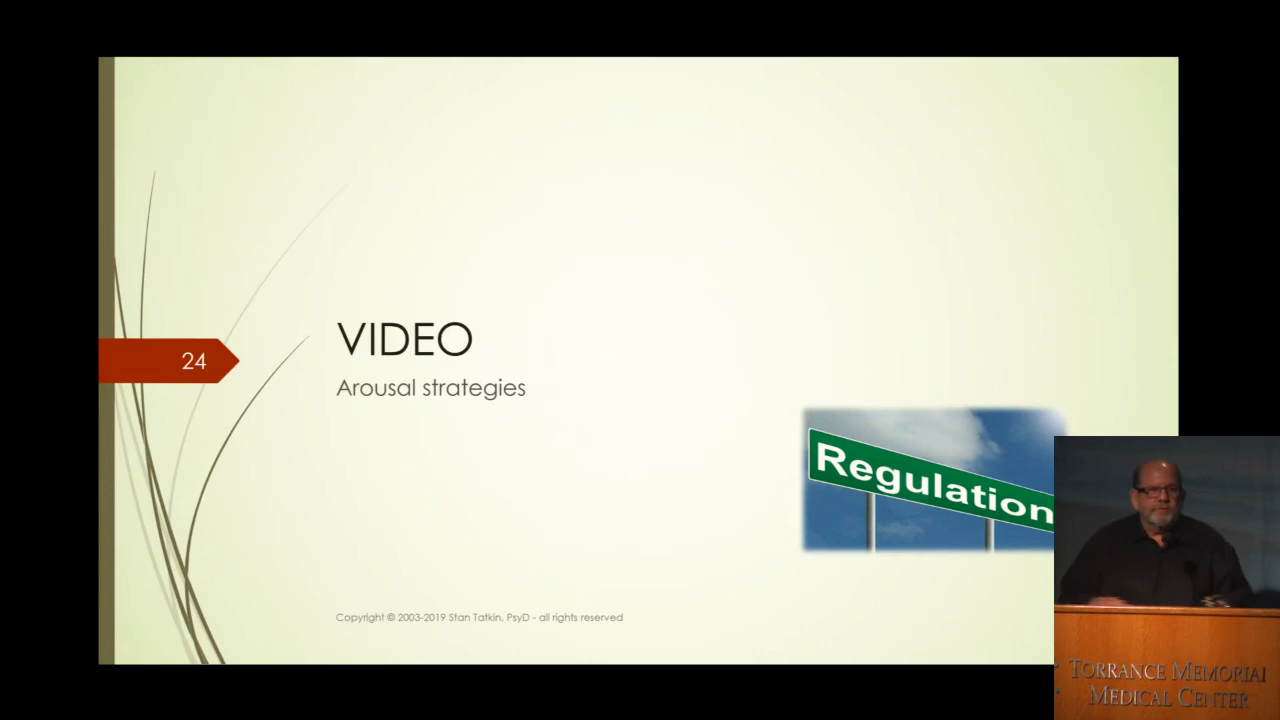 24
VIDEO
Arousal strategies
Regulation
Copyright © 2003-2019 Stan Tatkin, PsyD - all rights reserved
TORRANCE MEMORIAL
MEDICAL CENTER